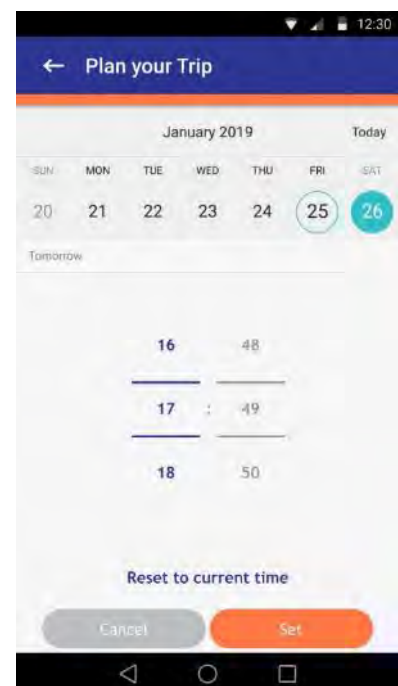 12:30
← Plan your Trip
January 2019 Today
SUN MON TUE WED THU FRI SAT
20 21 22 23 24 25 26
Tomorrow
16 48
17 : 49
18 50
Reset to current time
Cancel Set